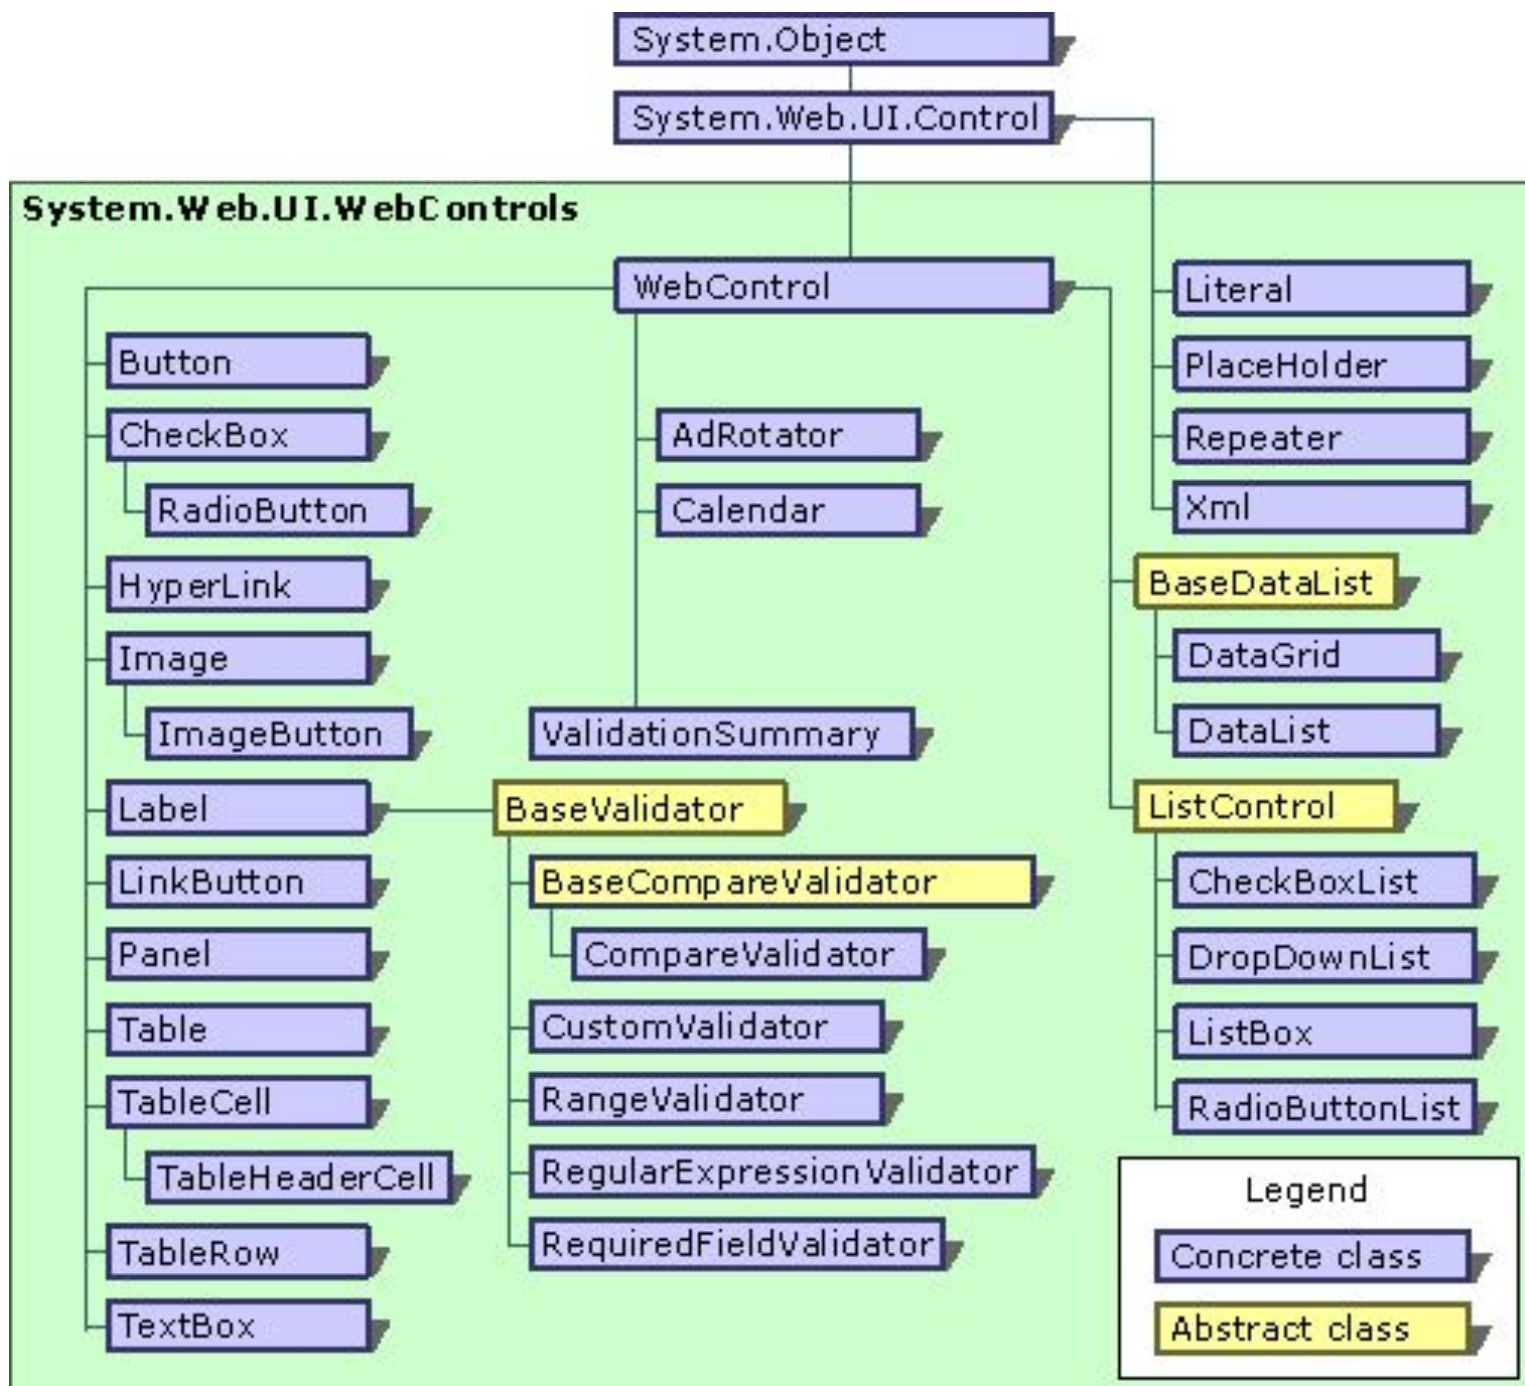 System.Object
System.Web.UI.Control
System.Web.UI.WebControls
WebControl
Button
CheckBox
RadioButton
HyperLink
Image
ImageButton
Label
LinkButton
Panel
Table
TableCell
TableHeaderCell
TableRow
TextBox
AdRotator
Calendar
ValidationSummary
BaseValidator
BaseCompareValidator
CompareValidator
CustomValidator
RangeValidator
RegularExpressionValidator
RequiredFieldValidator
Literal
PlaceHolder
Repeater
Xml
BaseDataList
DataGrid
DataList
ListControl
CheckBoxList
DropDownList
ListBox
RadioButtonList
Legend
Concrete class
Abstract class